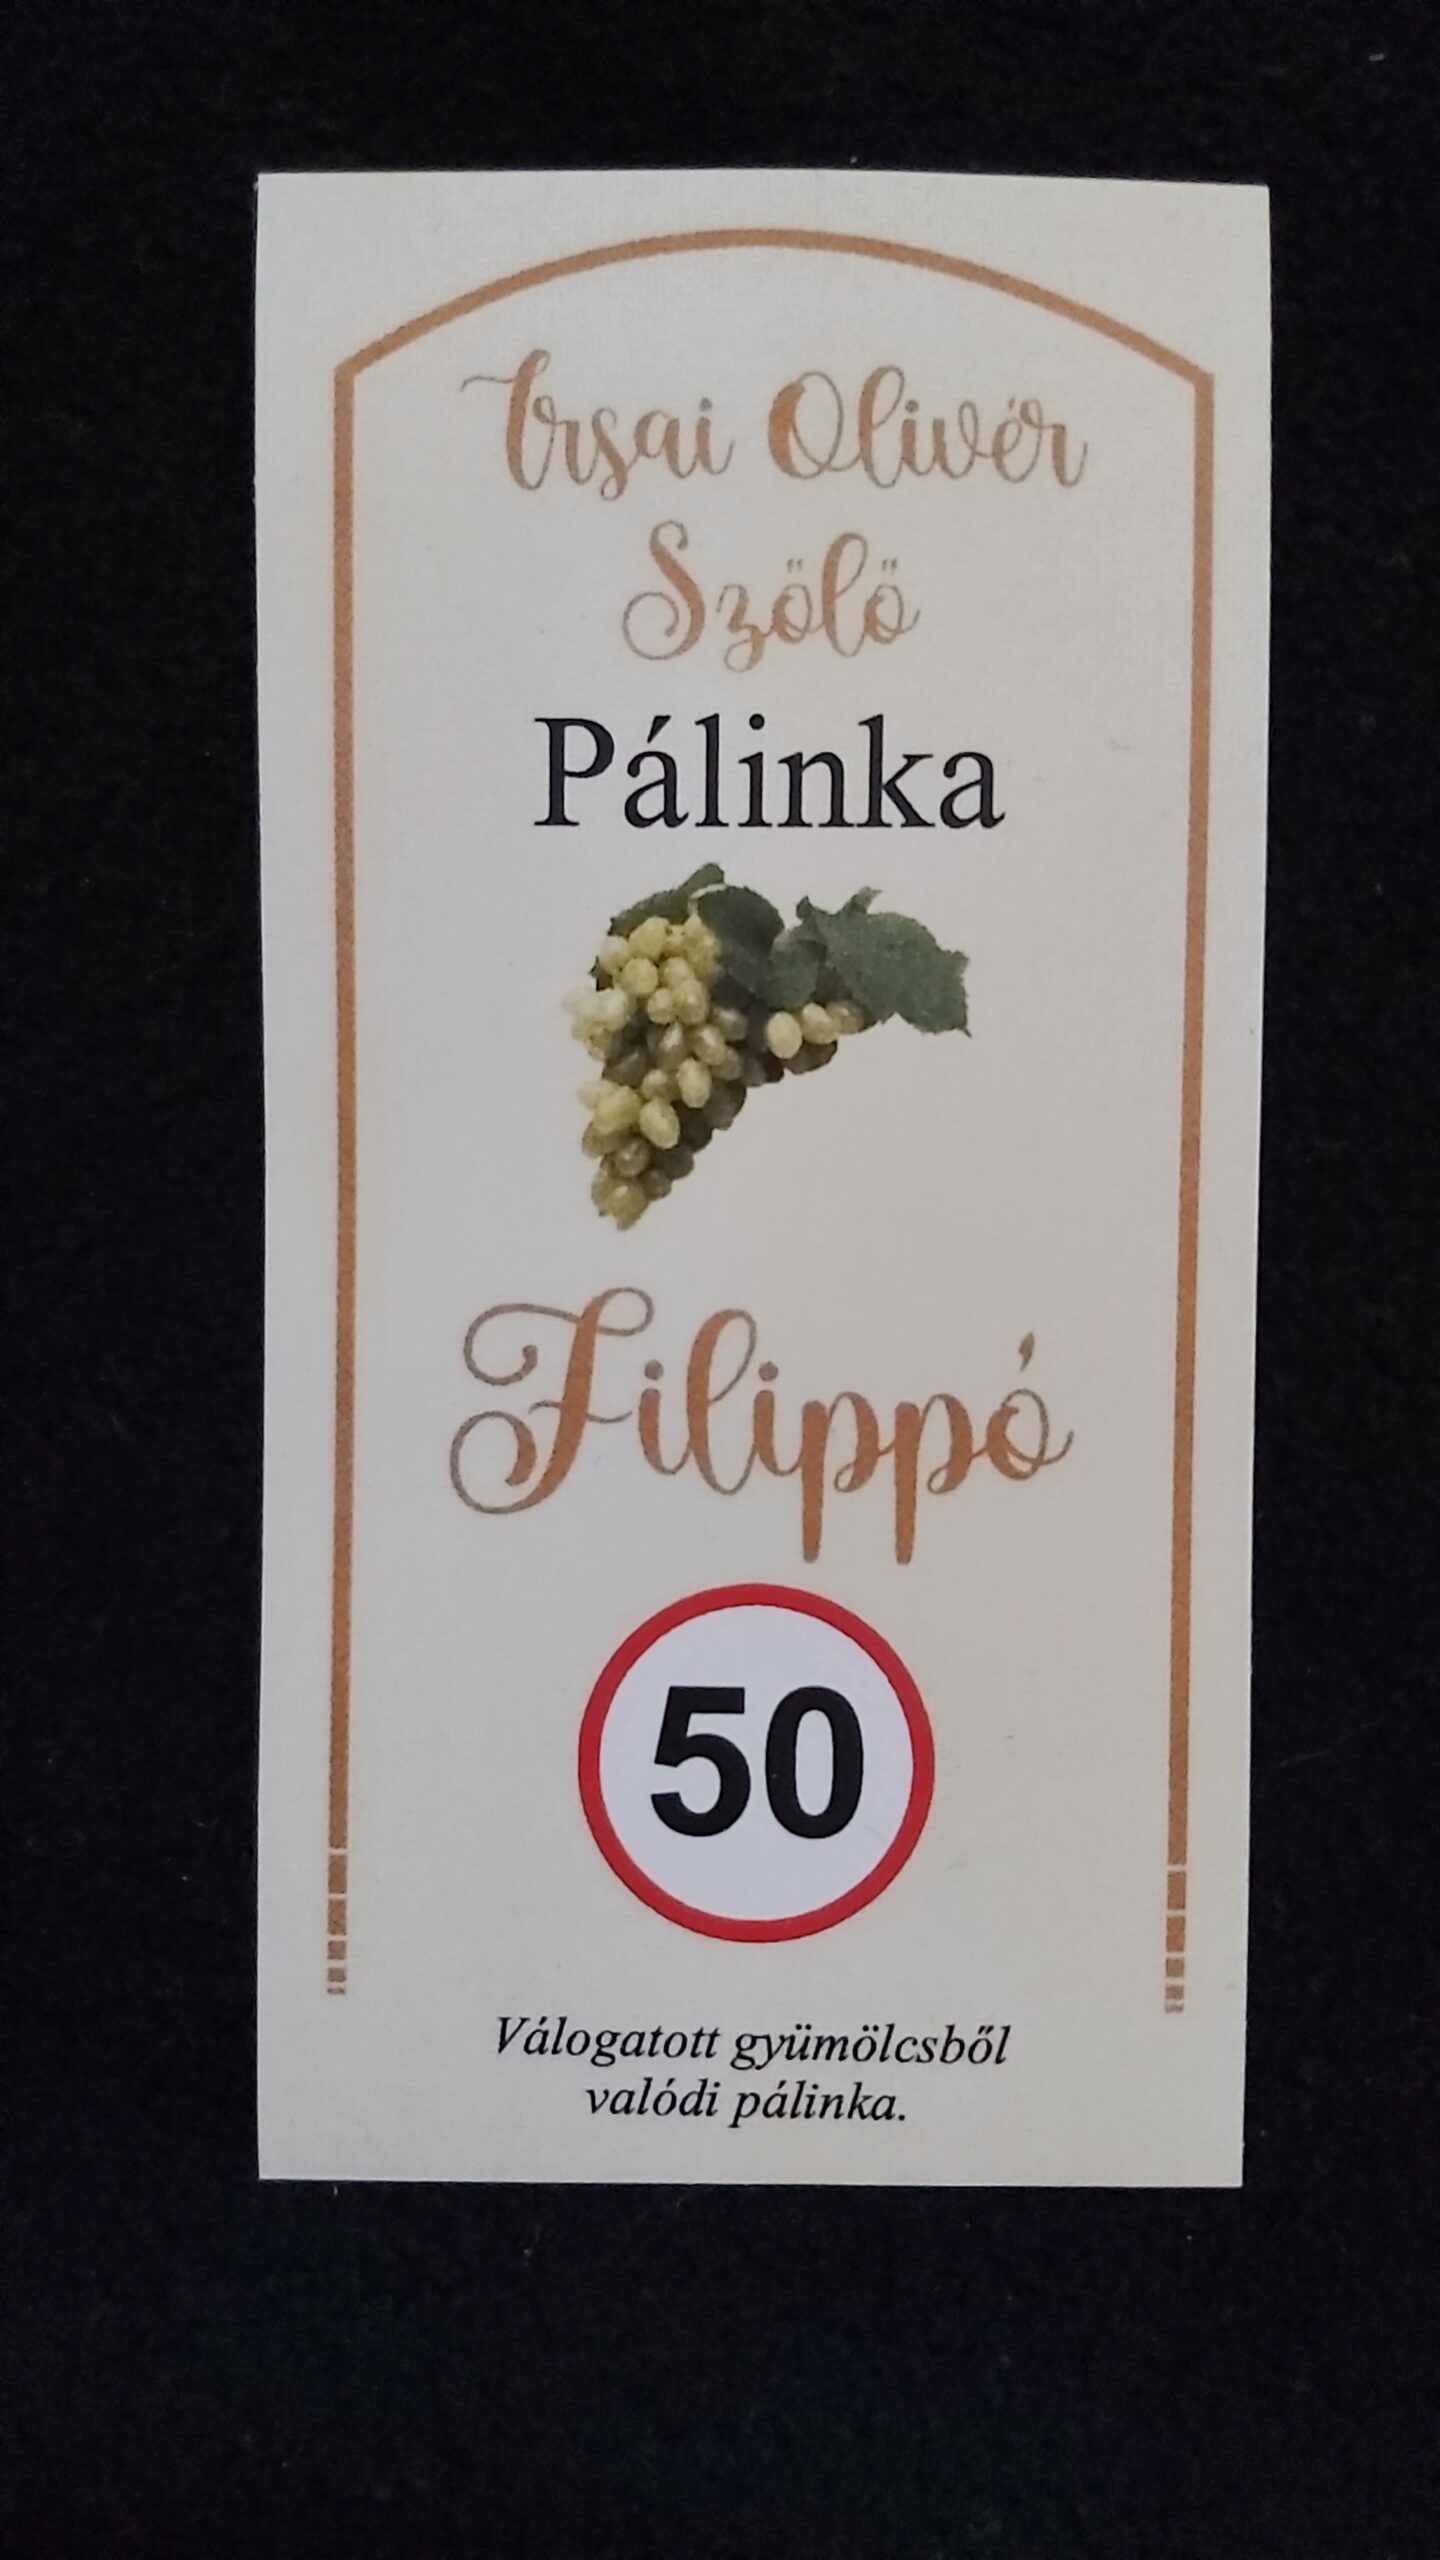 Irsai Olivér
Szőlő
Pálinka
Filippó
50
Válogatott gyümölcsből
valódi pálinka.